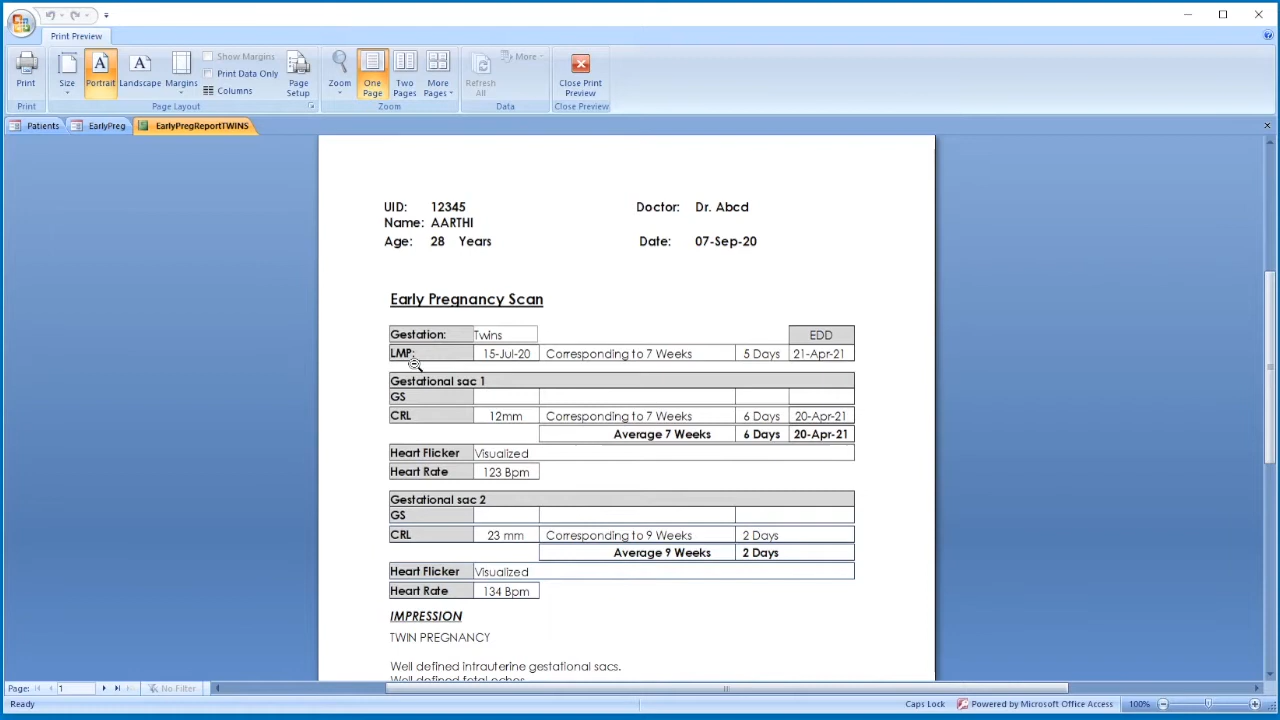 Print Preview
Show Margins
More
Print Data Only
Columns
Print
Size
Portrait
Landscape
Margins
Page Setup
Zoom
One Page
Two Pages
More Pages
Refresh All
Close Print Preview
Print
Page Layout
Zoom
Data
Close Preview
Patients
EarlyPreg
EarlyPregReportTWINS
UID: 12345 Doctor: Dr. Abcd
Name: AARTHI
Age: 28 Years Date: 07-Sep-20
Early Pregnancy Scan
Gestation: Twins EDD
LMP: 15-Jul-20 Corresponding to 7 Weeks 5 Days 21-Apr-21
Gestational sac 1
GS
CRL 12mm Corresponding to 7 Weeks 6 Days 20-Apr-21
Average 7 Weeks 6 Days 20-Apr-21
Heart Flicker Visualized
Heart Rate 123 Bpm
Gestational sac 2
GS
CRL 23 mm Corresponding to 9 Weeks 2 Days
Average 9 Weeks 2 Days
Heart Flicker Visualized
Heart Rate 134 Bpm
IMPRESSION
TWIN PREGNANCY
Well defined intrauterine gestational sacs.
Well defined fetal echos
Page: 1 No Filter
Ready Caps Lock Powered by Microsoft Office Access 100%